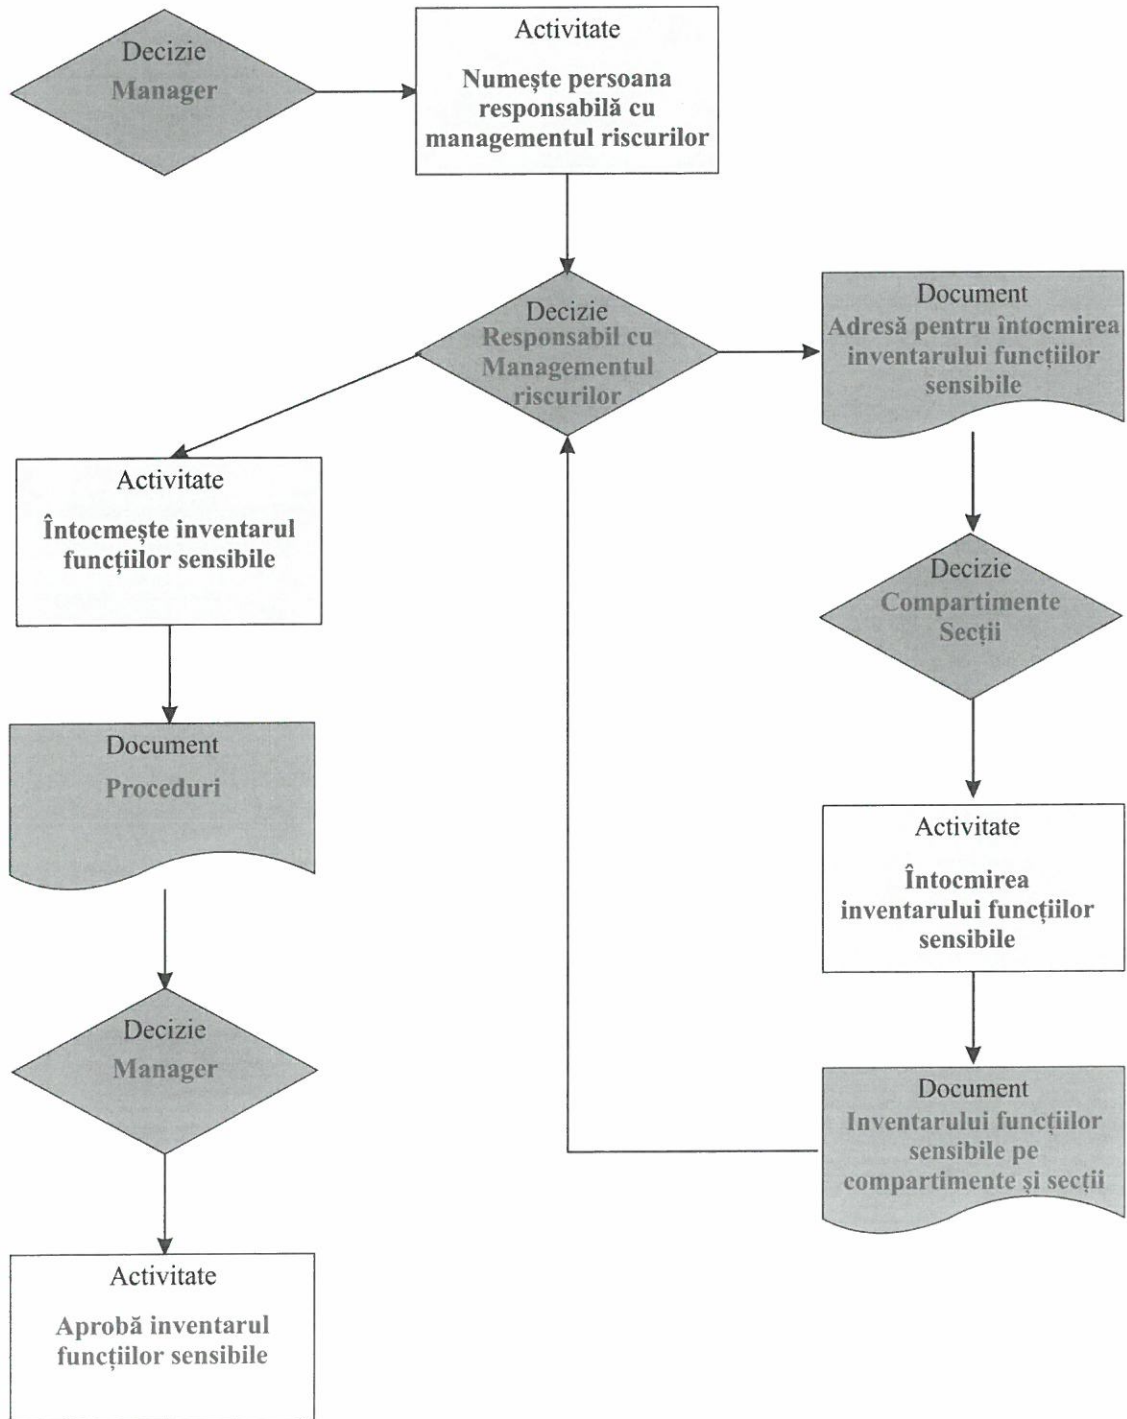 Decizie
Manager
Activitate
Numește persoana
responsabilă cu
managementul riscurilor
Decizie
Responsabil cu
Managementul
riscurilor
Document
Adresă pentru întocmirea
inventarului funcțiilor
sensibile
Activitate
Întocmește inventarul
funcțiilor sensibile
Decizie
Compartimente
Secții
Document
Proceduri
Activitate
Întocmirea
inventarului funcțiilor
sensibile
Decizie
Manager
Document
Inventarului funcțiilor
sensibile pe
compartimente și secții
Activitate
Aprobă inventarul
funcțiilor sensibile